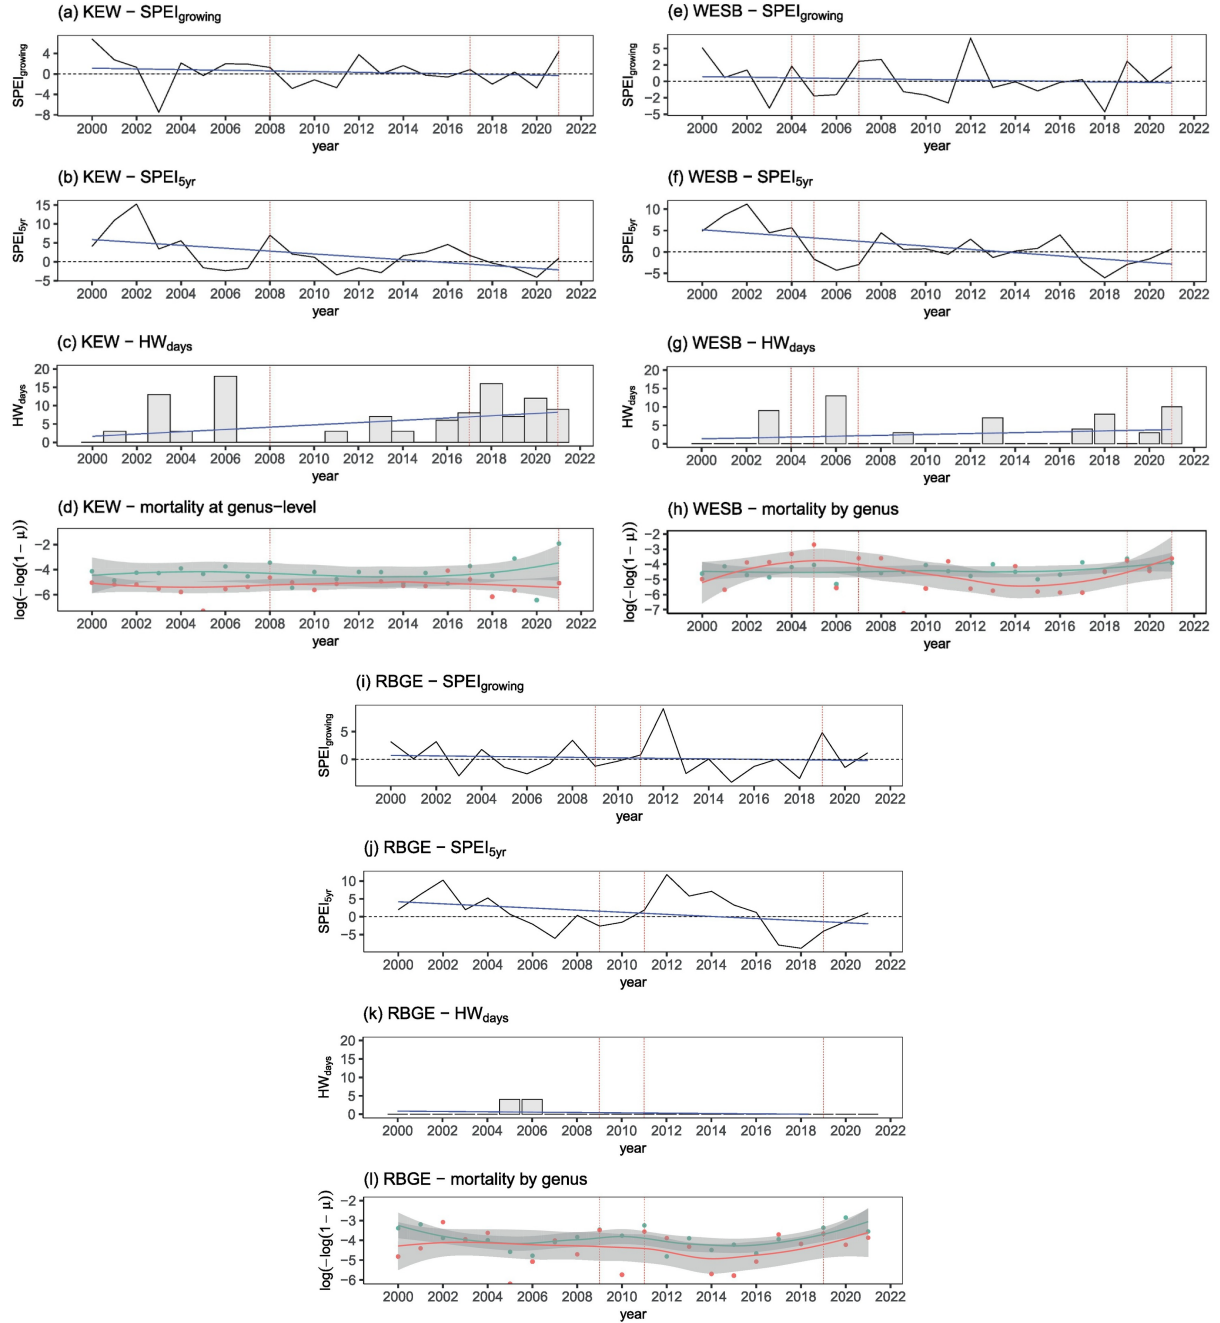 (a) KEW − SPEIgrowing
SPEIgrowing
4
0
−4
−8
2000 2002 2004 2006 2008 2010 2012 2014 2016 2018 2020 2022
year
(b) KEW − SPEI5yr
SPEI5yr
15
10
5
0
−5
2000 2002 2004 2006 2008 2010 2012 2014 2016 2018 2020 2022
year
(c) KEW − HWdays
HWdays
20
15
10
5
0
2000 2002 2004 2006 2008 2010 2012 2014 2016 2018 2020 2022
year
(d) KEW − mortality at genus−level
log(−log(1− μ))
−2
−4
−6
2000 2002 2004 2006 2008 2010 2012 2014 2016 2018 2020 2022
year
(e) WESB − SPEIgrowing
SPEIgrowing
5
2
0
−2
−5
2000 2002 2004 2006 2008 2010 2012 2014 2016 2018 2020 2022
year
(f) WESB − SPEI5yr
SPEI5yr
10
5
0
−5
2000 2002 2004 2006 2008 2010 2012 2014 2016 2018 2020 2022
year
(g) WESB − HWdays
HWdays
20
15
10
5
0
2000 2002 2004 2006 2008 2010 2012 2014 2016 2018 2020 2022
year
(h) WESB − mortality by genus
log(−log(1− μ))
−2
−3
−4
−5
−6
−7
2000 2002 2004 2006 2008 2010 2012 2014 2016 2018 2020 2022
year
(i) RBGE − SPEIgrowing
SPEIgrowing
5
0
2000 2002 2004 2006 2008 2010 2012 2014 2016 2018 2020 2022
year
(j) RBGE − SPEI5yr
SPEI5yr
10
5
0
−5
2000 2002 2004 2006 2008 2010 2012 2014 2016 2018 2020 2022
year
(k) RBGE − HWdays
HWdays
20
15
10
5
0
2000 2002 2004 2006 2008 2010 2012 2014 2016 2018 2020 2022
year
(l) RBGE − mortality by genus
log(−log(1− μ))
−2
−3
−4
−5
−6
2000 2002 2004 2006 2008 2010 2012 2014 2016 2018 2020 2022
year